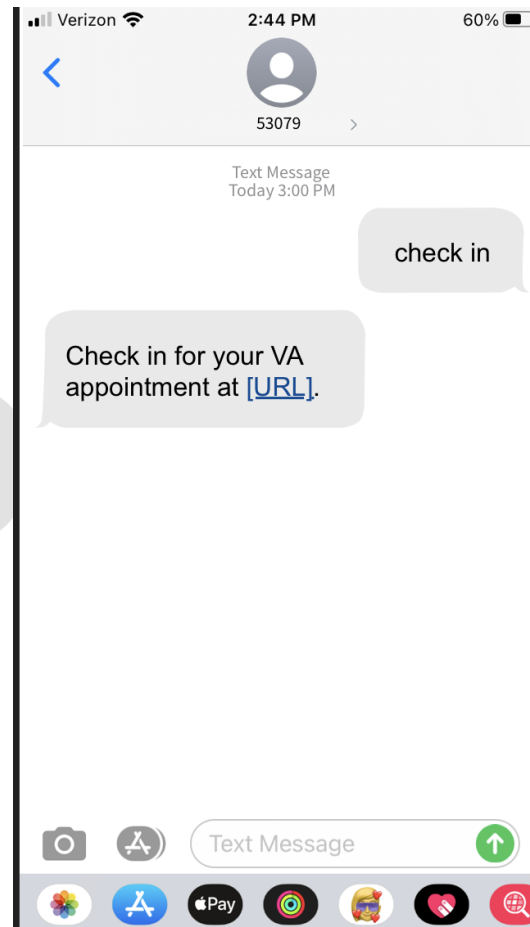 Verizon 2:44 PM 60%
53079
Text Message
Today 3:00 PM
check in
Check in for your VA
appointment at [URL].
Text Message
Pay